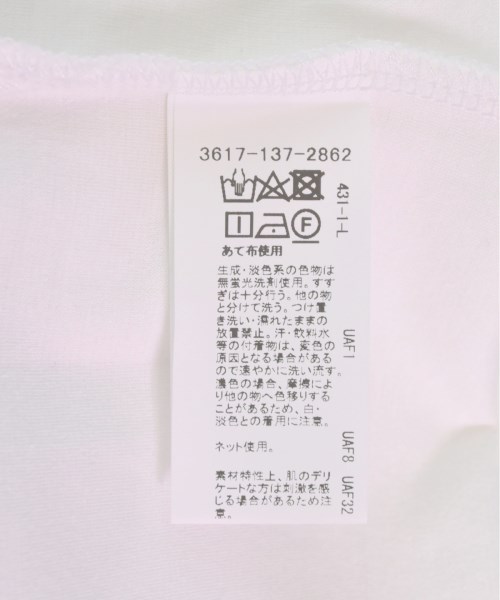 3617-137-2862
F
あて布使用
生成・淡色系の色物は
無蛍光洗剤使用。すす
ぎは十分行う。他の物
と分けて洗う。つけ置
き洗い・濡れたままの
放置禁止。汗・飲料水
等の付着物は、変色の
原因となる場合がある
ので速やかに洗い流す。
濃色の場合、摩擦によ
り他の物へ色移りする
ことがあるため、白・
淡色との着用に注意。
ネット使用。
素材特性上、肌のデリ
ケートな方は刺激を感
じる場合があるため注
意。
431-1-L
UAF1
UAF8 UAF32